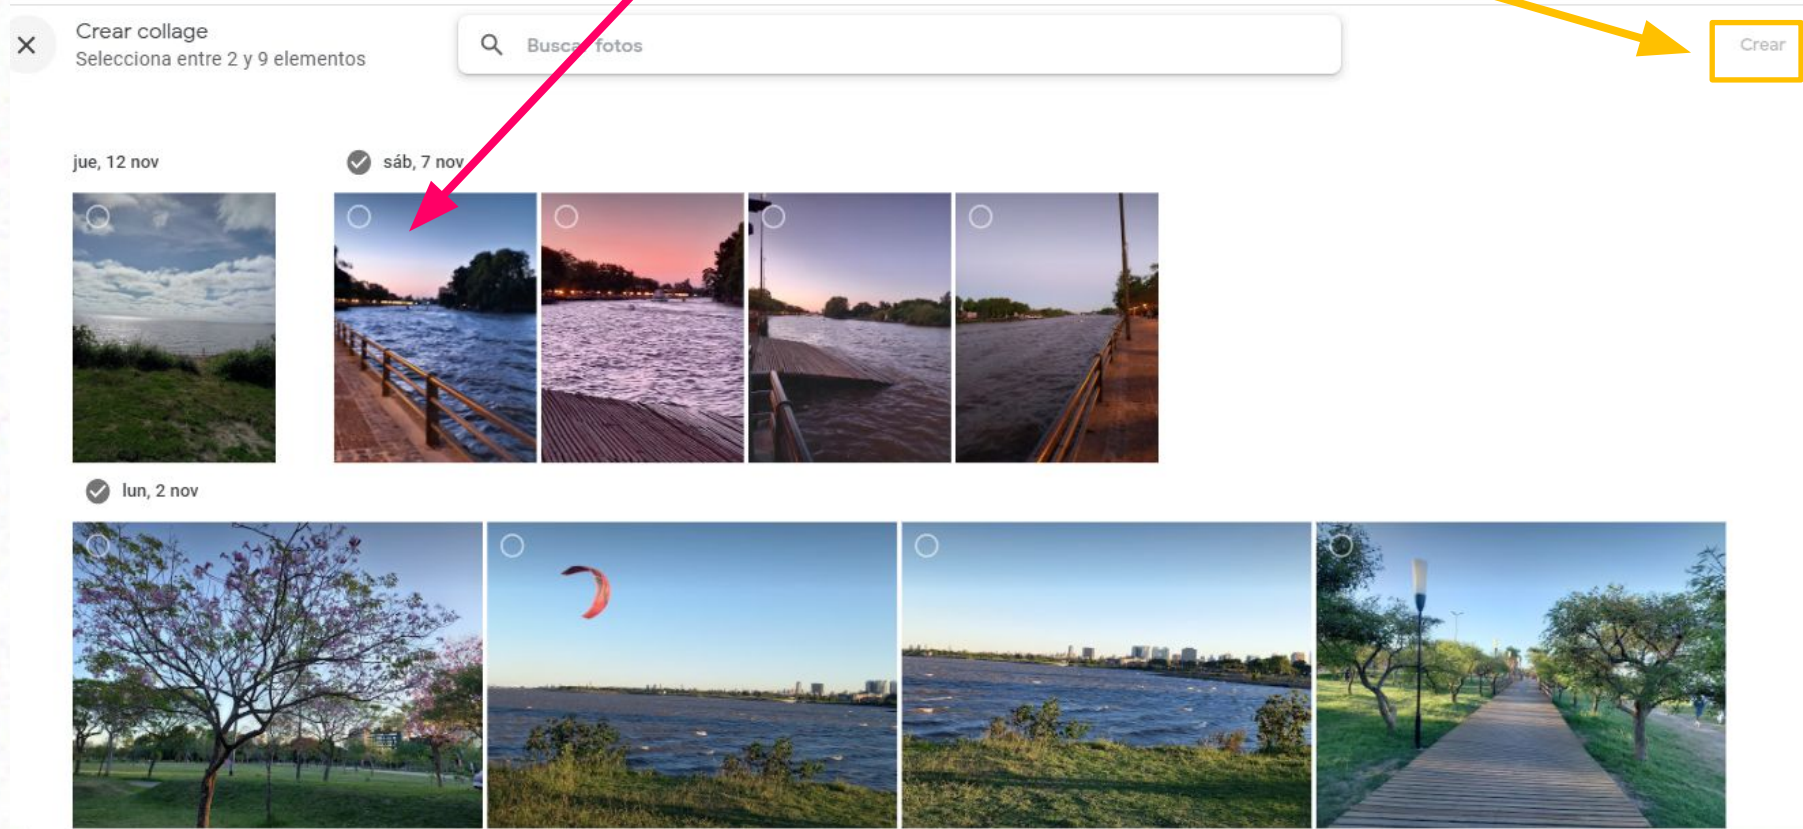 Crear collage
Selecciona entre 2 y 9 elementos
Buscar fotos
Crear
jue, 12 nov
sáb, 7 nov
lun, 2 nov